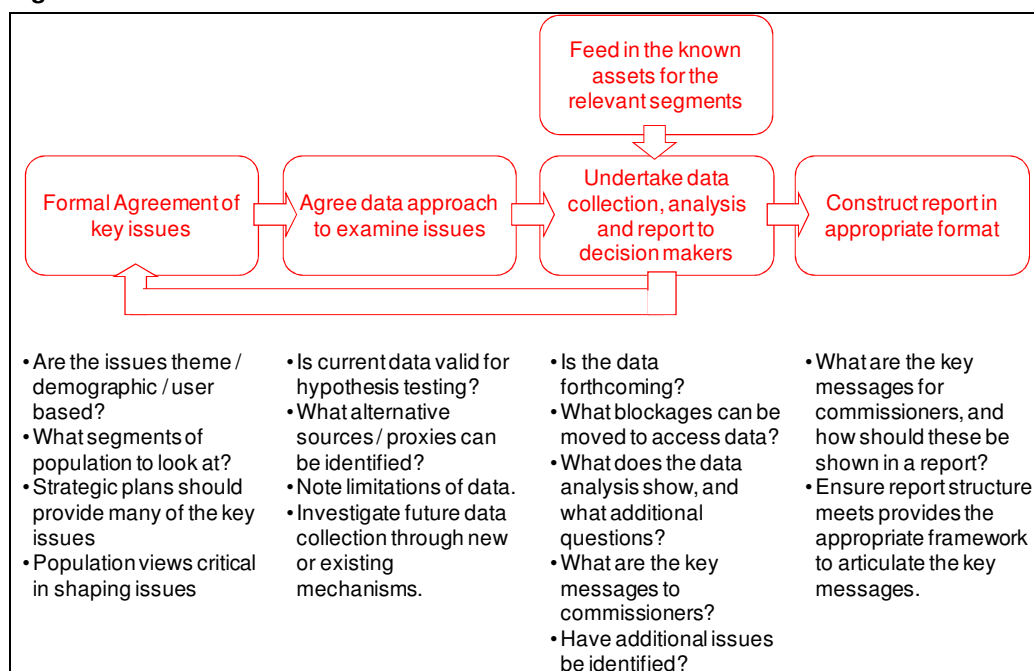 Feed in the known
assets for the
relevant segments
Formal Agreement of
key issues
Agree data approach
to examine issues
Undertake data
collection, analysis
and report to
decision makers
Construct report in
appropriate format
• Are the issues theme /
demographic / user
based?
• What segments of
population to look at?
• Strategic plans should
provide many of the key
issues
• Population views critical
in shaping issues
• Is current data valid for
hypothesis testing?
• What alternative
sources / proxies can
be identified?
• Note limitations of data.
• Investigate future data
collection through new
or existing
mechanisms.
• Is the data
forthcoming?
• What blockages can be
moved to access data?
• What does the data
analysis show, and
what additional
questions?
• What are the key
messages to
commissioners?
• Have additional issues
be identified?
• What are the key
messages for
commissioners, and
how should these be
shown in a report?
• Ensure report structure
meets provides the
appropriate framework
to articulate the key
messages.